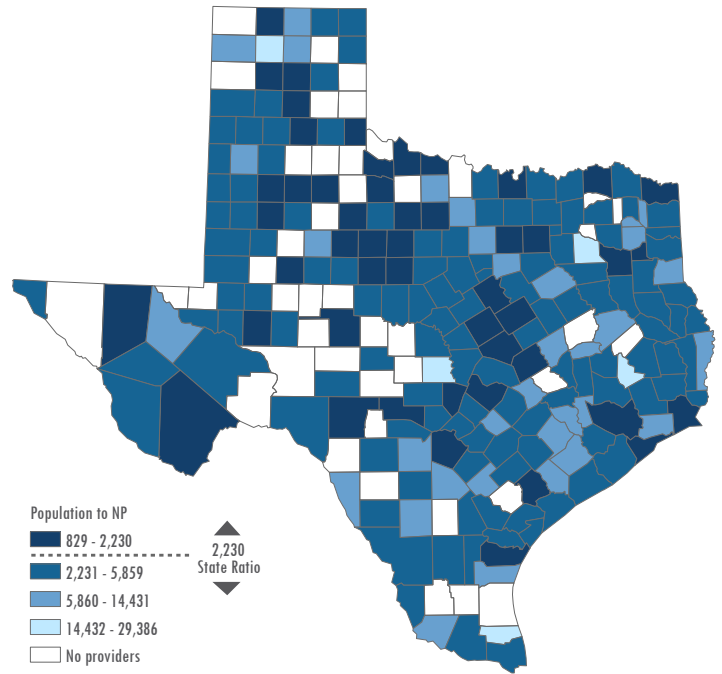 Population to NP
829 - 2,230
2,231 - 5,859
5,860 - 14,431
14,432 - 29,386
No providers
2,230
State Ratio